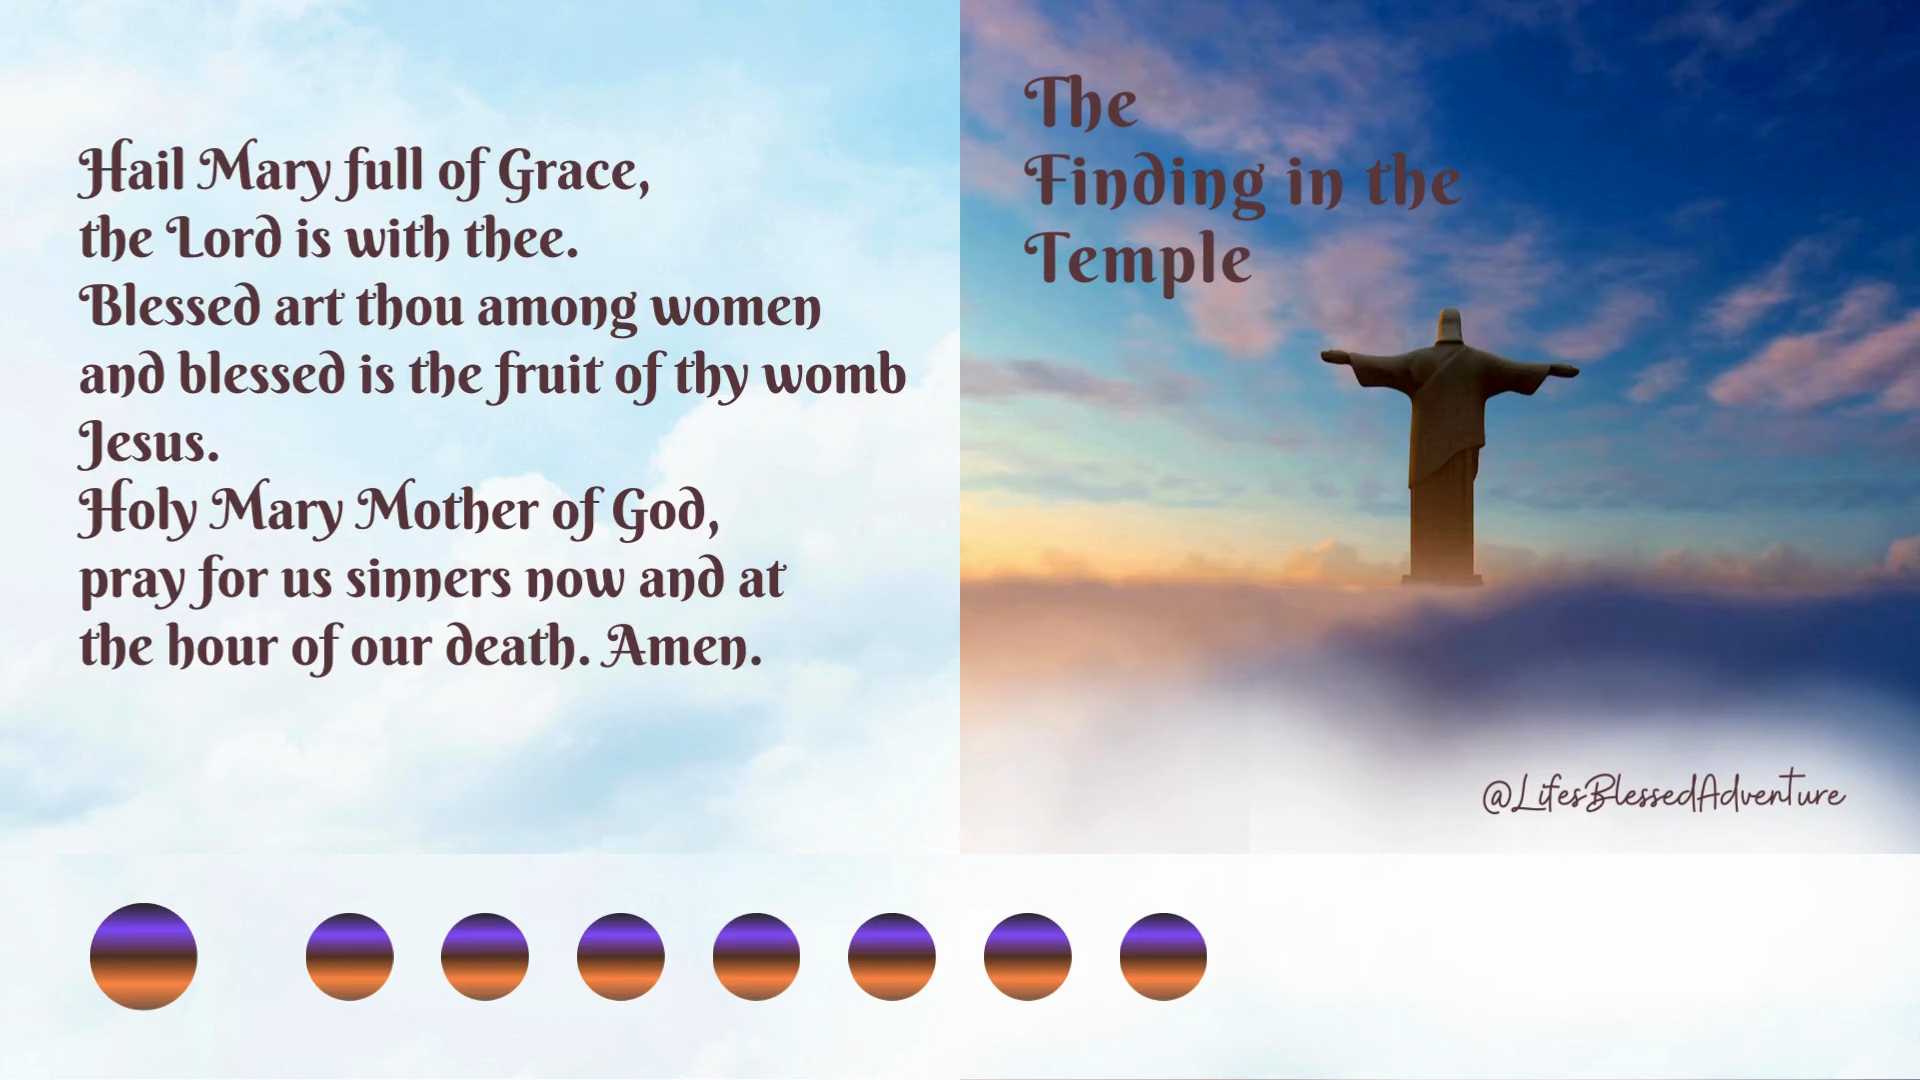 Hail Mary full of Grace,
the Lord is with thee.
Blessed art thou among women
and blessed is the fruit of thy womb
Jesus.
Holy Mary Mother of God,
pray for us sinners now and at
the hour of our death. Amen.
The
Finding in the
Temple
@LifesBlessedAdventure